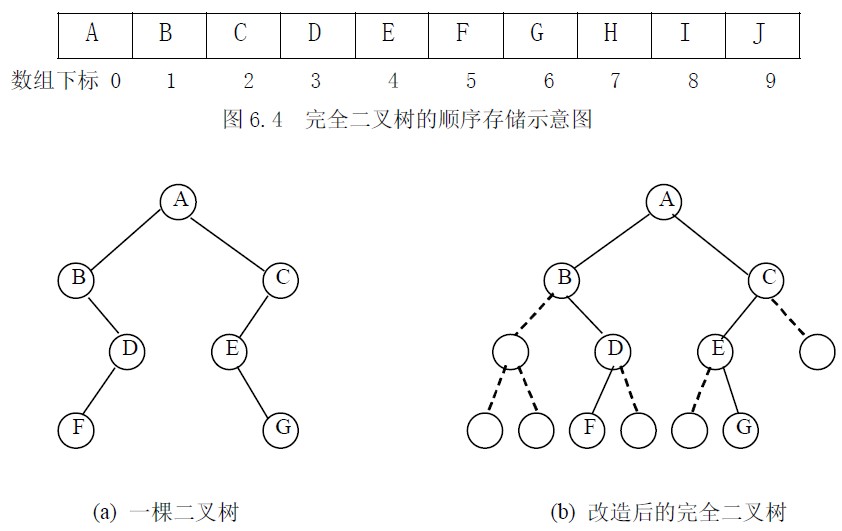 A B C D E F G H I J
数组下标 0 1 2 3 4 5 6 7 8 9
图 6.4 完全二叉树的顺序存储示意图
A A
B C B C
D E D E
F G F G
(a) 一棵二叉树 (b) 改造后的完全二叉树